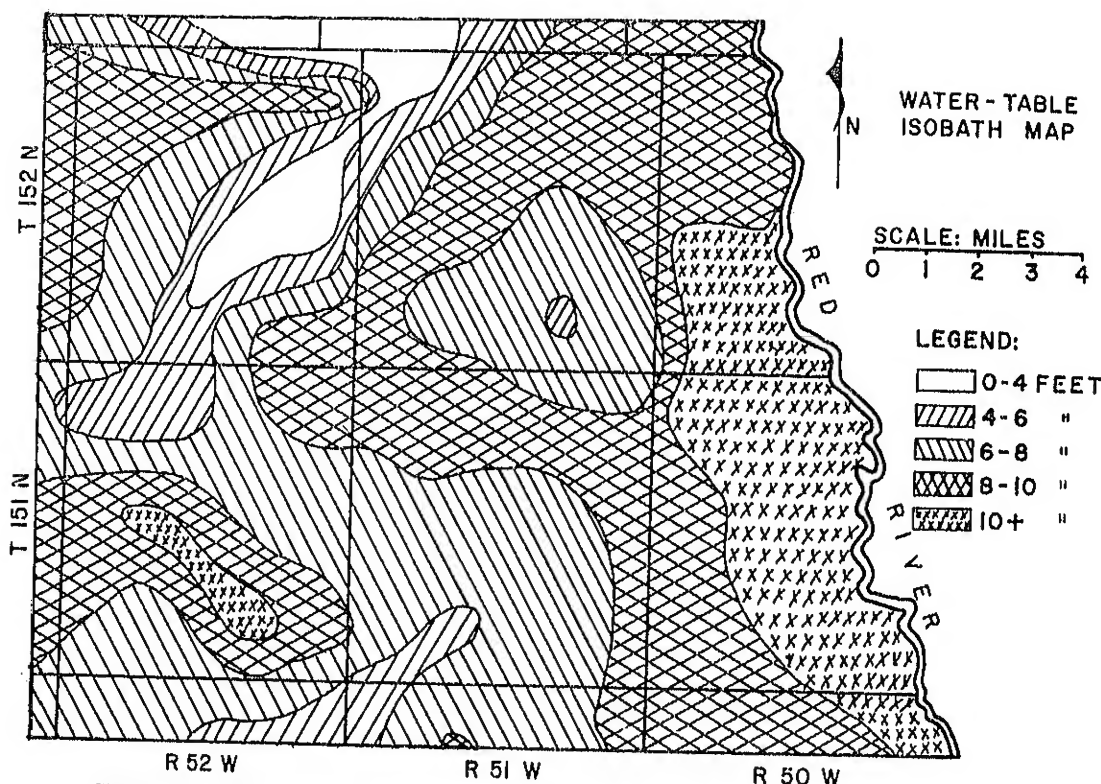 WATER-TABLE
ISOBATH MAP
N
T 152 N
T 151 N
RED RIVER
SCALE: MILES
0 1 2 3 4
LEGEND:
0-4 FEET
4-6 "
6-8 "
8-10 "
10+ "
R 52 W
R 51 W
R 50 W